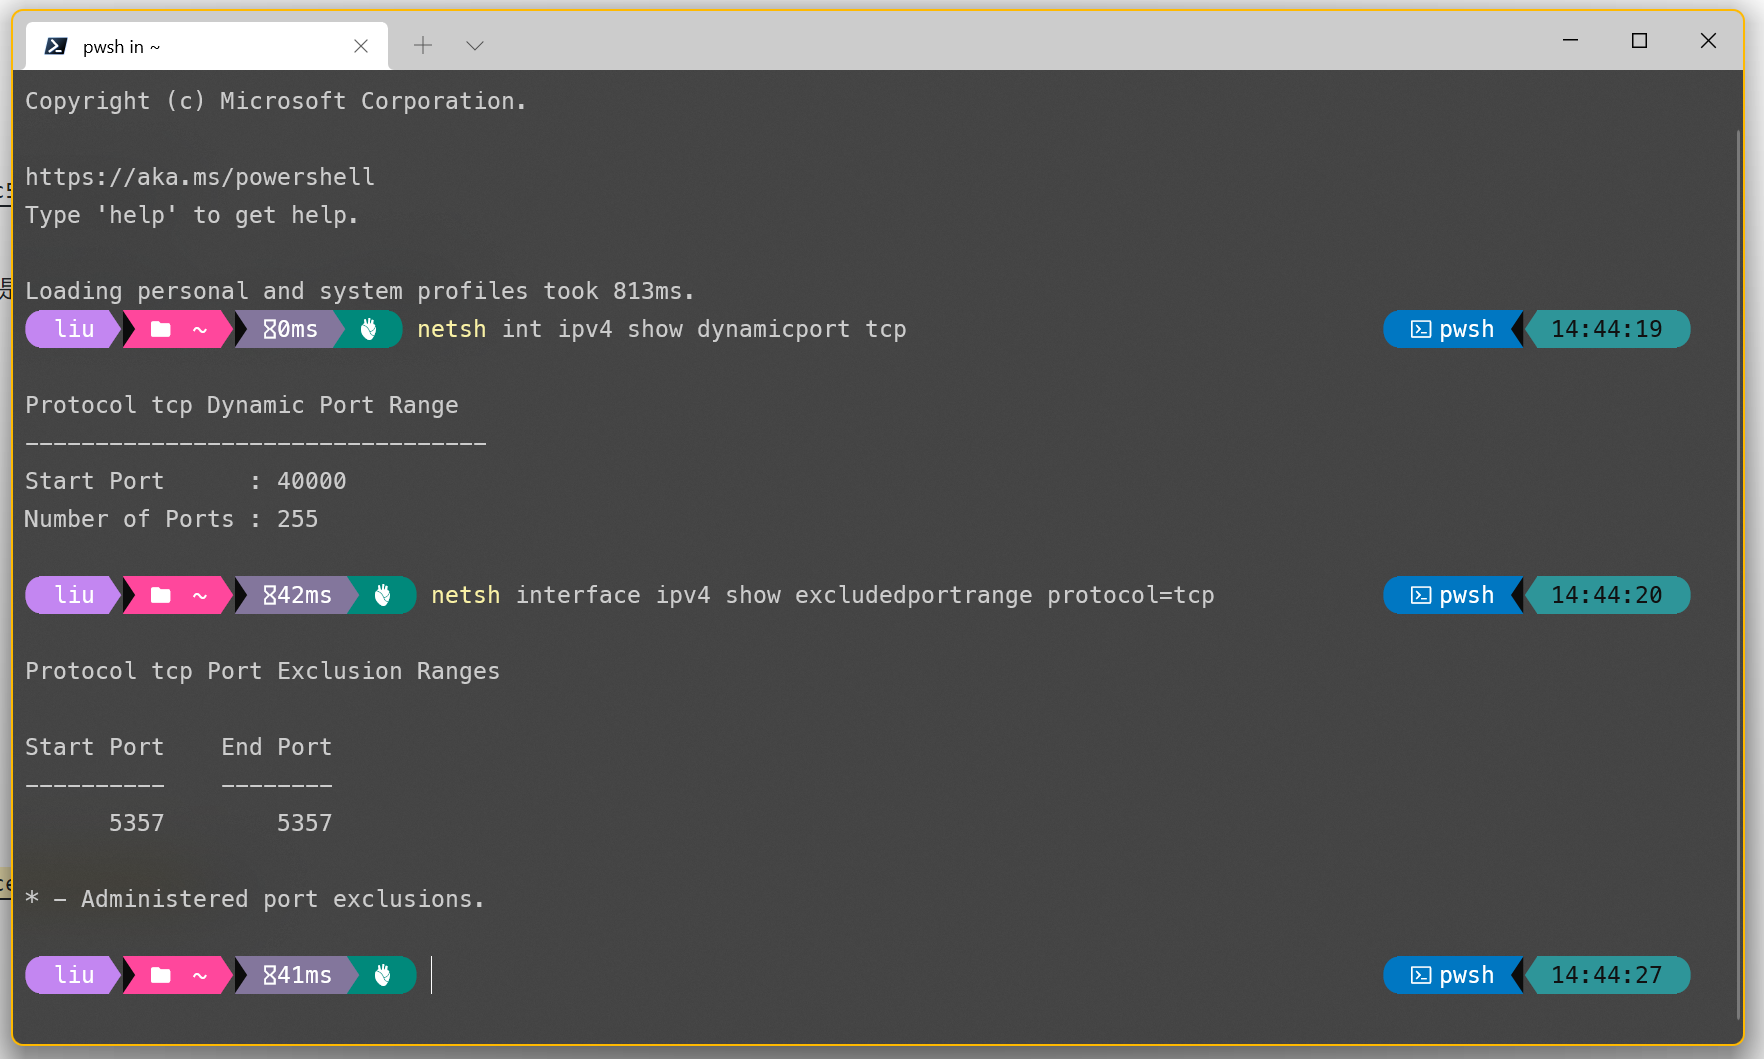 pwsh in ~
Copyright (c) Microsoft Corporation.
https://aka.ms/powershell
Type 'help' to get help.
Loading personal and system profiles took 813ms.
liu ~ 0ms netsh int ipv4 show dynamicport tcp pwsh 14:44:19
Protocol tcp Dynamic Port Range
---------------------------------
Start Port      : 40000
Number of Ports : 255
liu ~ 42ms netsh interface ipv4 show excludedportrange protocol=tcp pwsh 14:44:20
Protocol tcp Port Exclusion Ranges
Start Port    End Port
----------    --------
      5357        5357
* - Administered port exclusions.
liu ~ 41ms pwsh 14:44:27